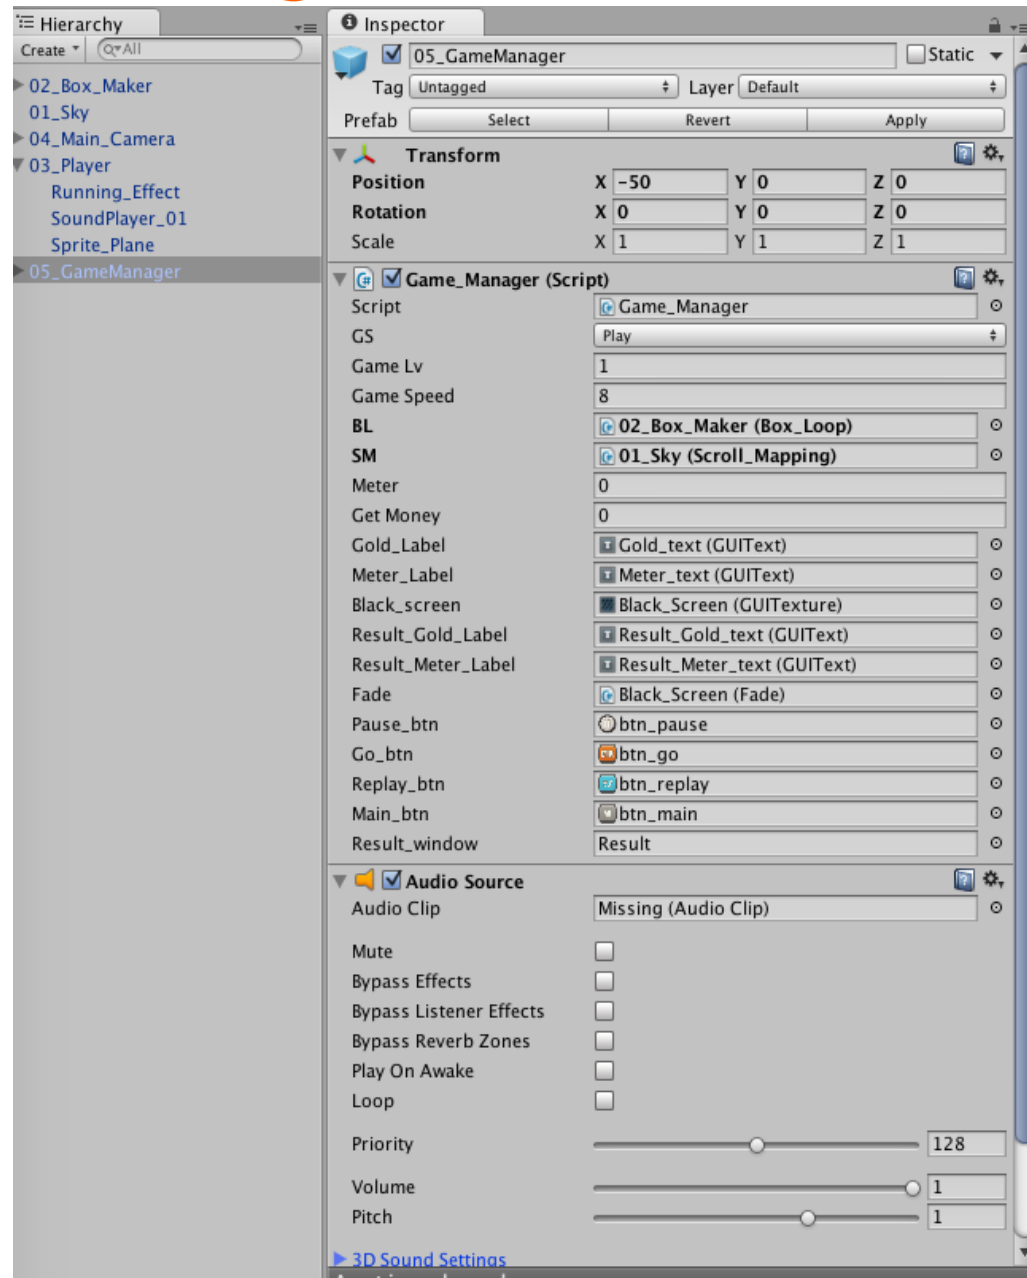 Hierarchy
Create
All
02_Box_Maker
01_Sky
04_Main_Camera
03_Player
Running_Effect
SoundPlayer_01
Sprite_Plane
05_GameManager
Inspector
05_GameManager Static
Tag Untagged Layer Default
Prefab Select Revert Apply
Transform
Position X -50 Y 0 Z 0
Rotation X 0 Y 0 Z 0
Scale X 1 Y 1 Z 1
Game_Manager (Script)
Script Game_Manager
GS Play
Game Lv 1
Game Speed 8
BL 02_Box_Maker (Box_Loop)
SM 01_Sky (Scroll_Mapping)
Meter 0
Get Money 0
Gold_Label Gold_text (GUIText)
Meter_Label Meter_text (GUIText)
Black_screen Black_Screen (GUITexture)
Result_Gold_Label Result_Gold_text (GUIText)
Result_Meter_Label Result_Meter_text (GUIText)
Fade Black_Screen (Fade)
Pause_btn btn_pause
Go_btn btn_go
Replay_btn btn_replay
Main_btn btn_main
Result_window Result
Audio Source
Audio Clip Missing (Audio Clip)
Mute
Bypass Effects
Bypass Listener Effects
Bypass Reverb Zones
Play On Awake
Loop
Priority 128
Volume 1
Pitch 1
3D Sound Settings